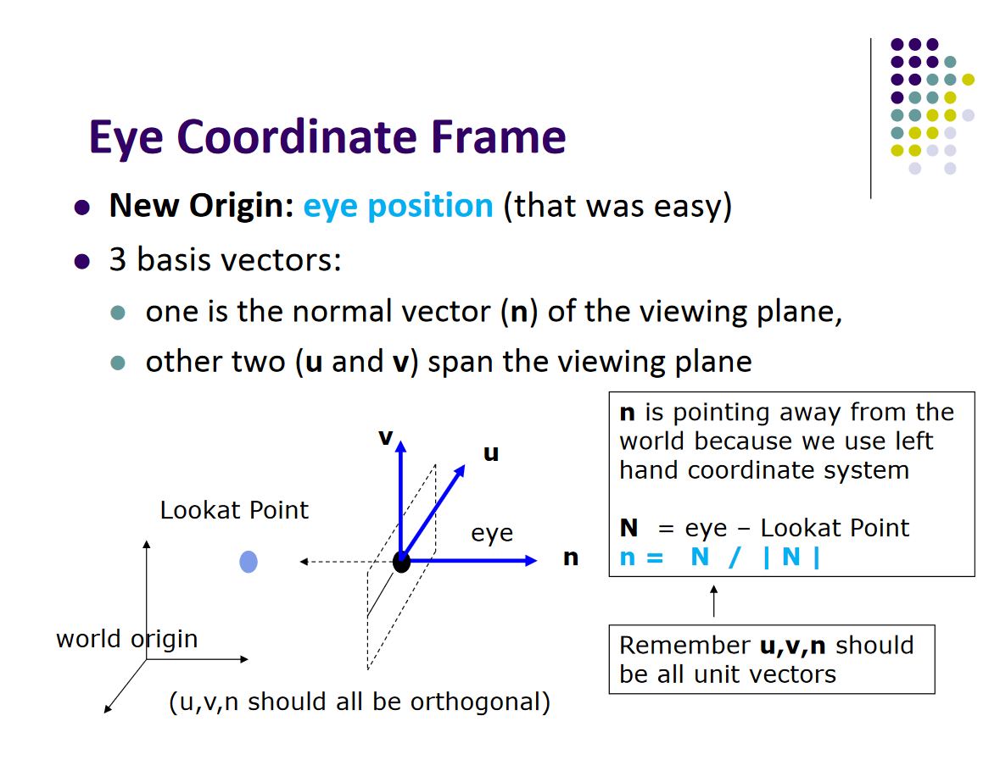 Eye Coordinate Frame
New Origin: eye position (that was easy)
3 basis vectors:
one is the normal vector (n) of the viewing plane,
other two (u and v) span the viewing plane
v
u
Lookat Point
eye
n
world origin
(u,v,n should all be orthogonal)
n is pointing away from the
world because we use left
hand coordinate system
N = eye – Lookat Point
n = N / | N |
Remember u,v,n should
be all unit vectors